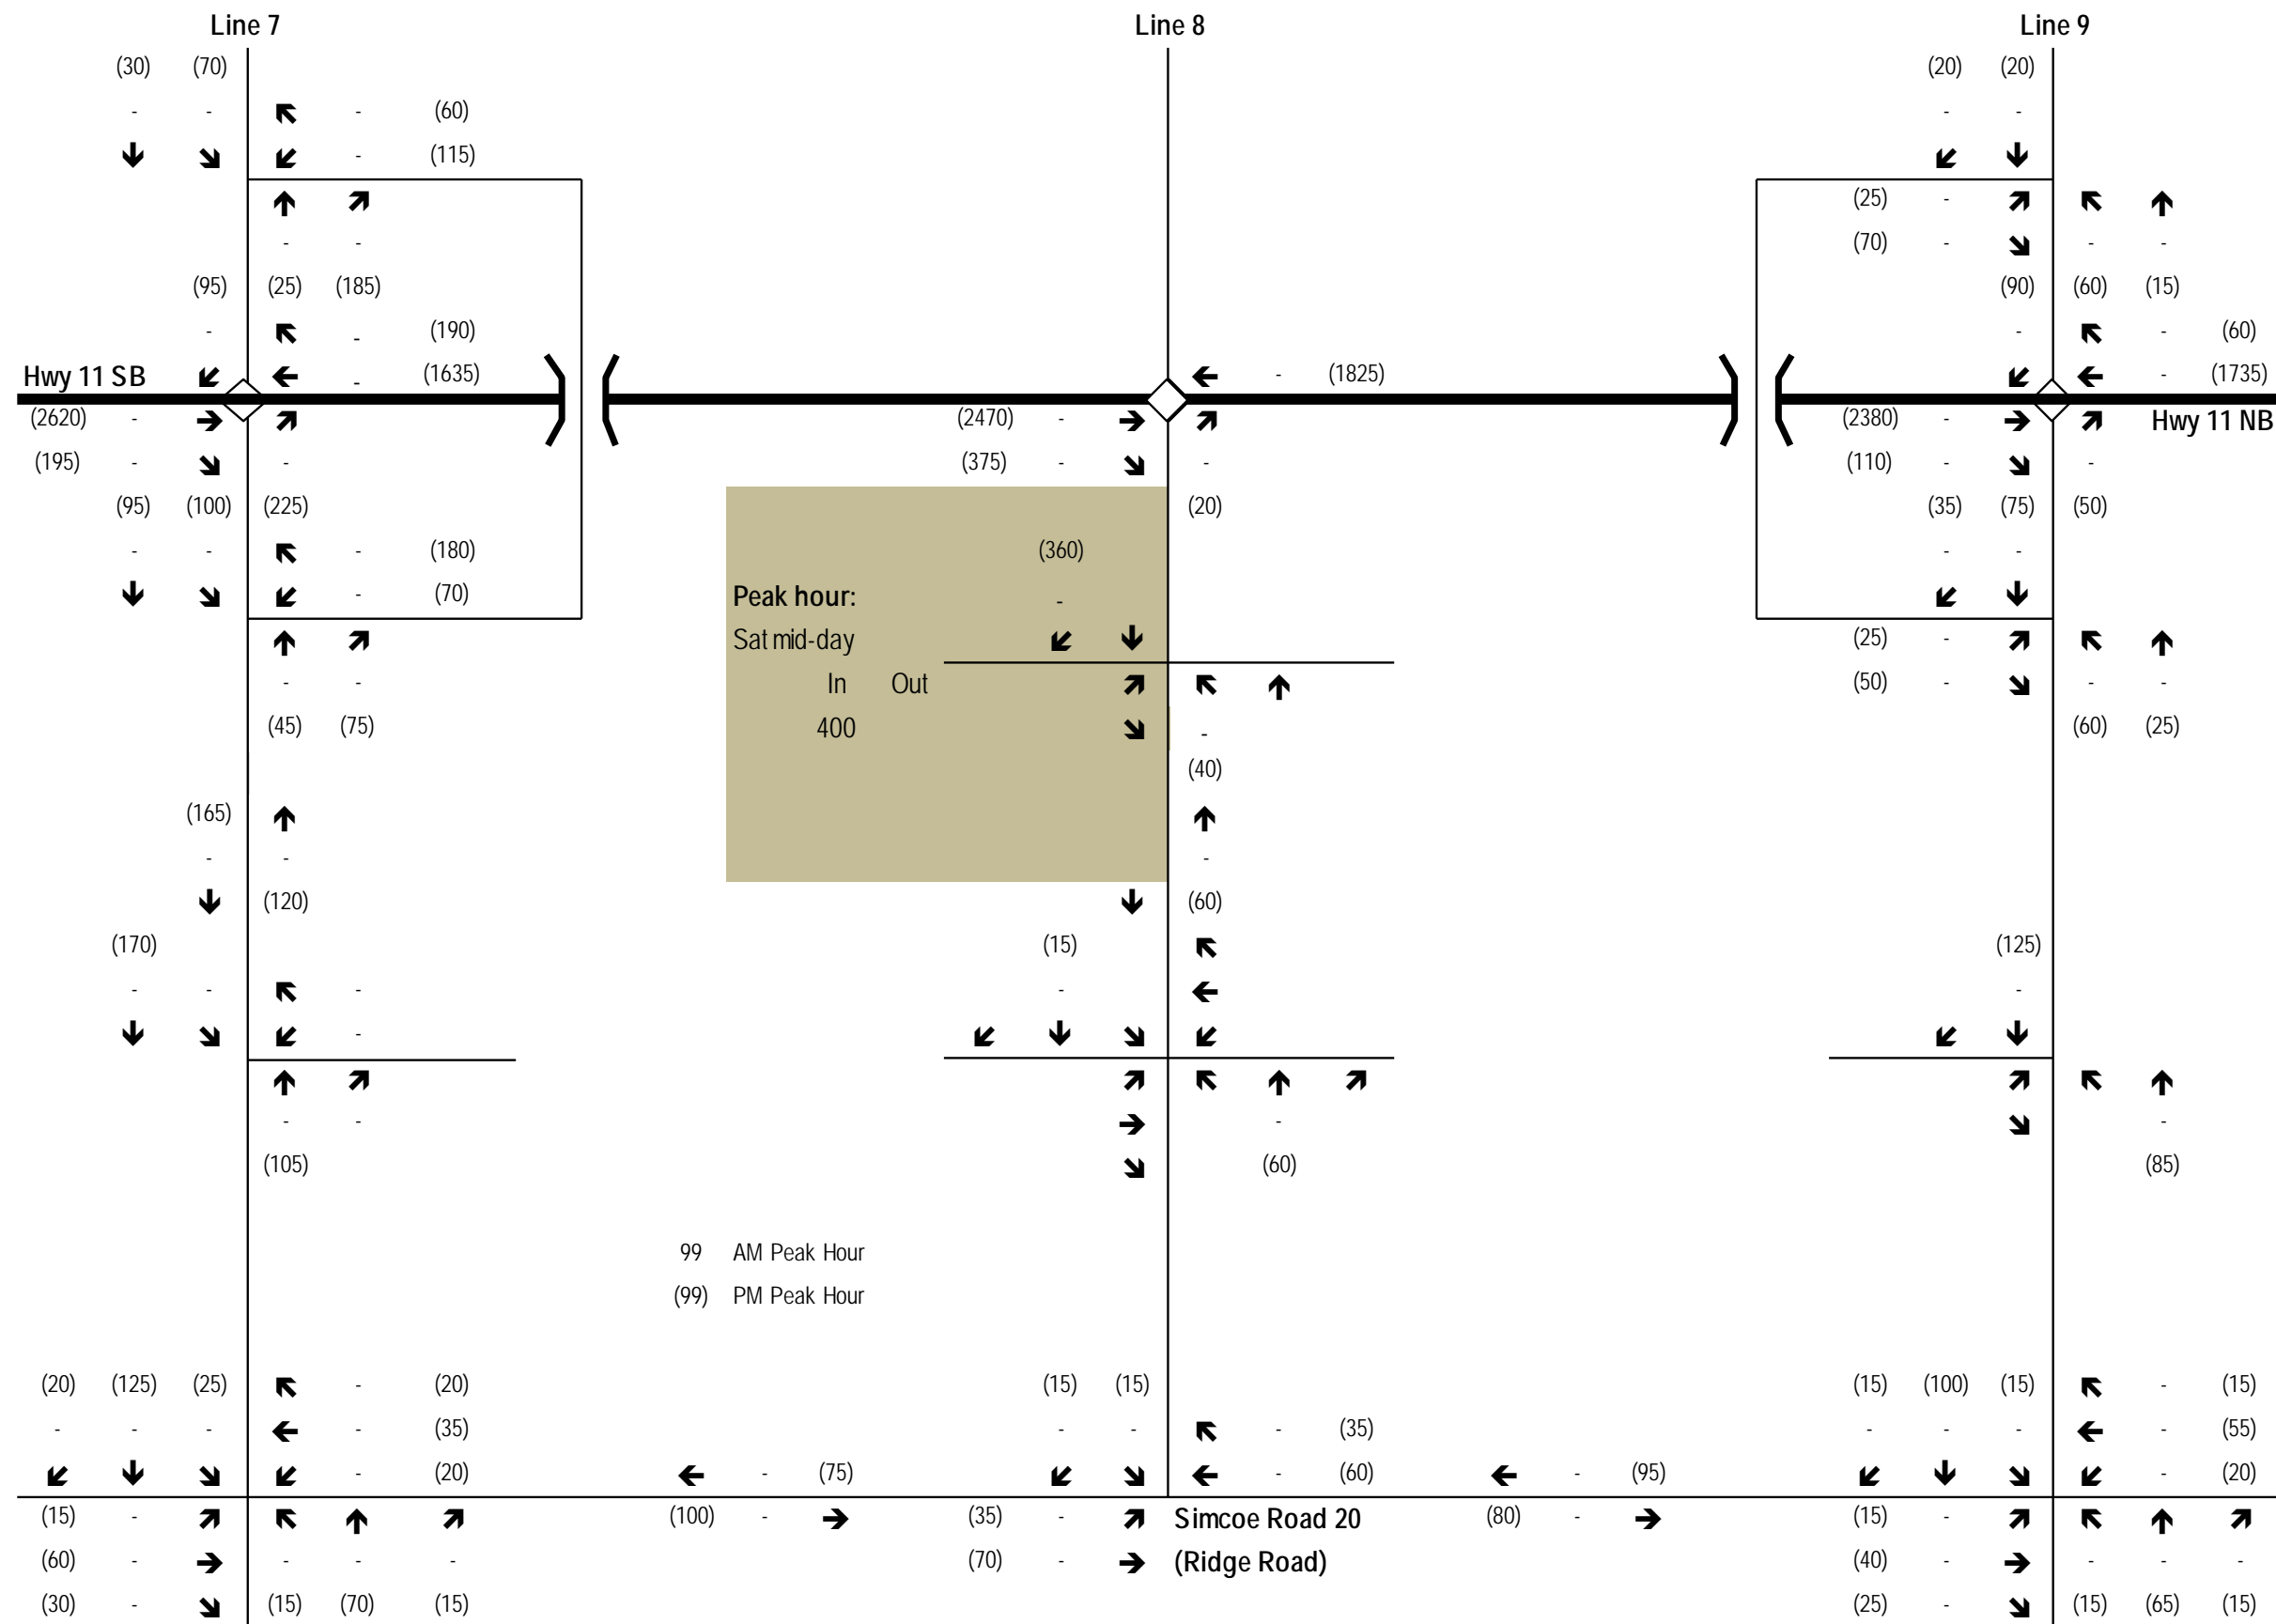 Line 7 Line 8 Line 9
(30) (70) (20) (20)
- - - (60) - -
- (115)
(25) -
- - (70) - - -
(95) (25) (185) (90) (60) (15)
- - (190) - - (60)
Hwy 11 SB - (1635) - (1825) - (1735)
(2620) - (2470) - (2380) - Hwy 11 NB
(195) - - (375) - - (110) - -
(95) (100) (225) (20) (35) (75) (50)
- - - (180) (360) - -
- (70) Peak hour: -
Sat mid-day (25) -
- - In Out (50) - - -
(45) (75) 400 - (60) (25)
(40)
(165)
- - -
(120) (60)
(170) (15) (125)
- - - - -
-
- - - -
(105) (60) (85)
99 AM Peak Hour
(99) PM Peak Hour
(20) (125) (25) - (20) (15) (15) (15) (100) (15) - (15)
- - - - (35) - - - (35) - - - - (55)
- (20) - (75) - (60) - (95) - (20)
(15) - (100) - (35) - Simcoe Road 20 (80) - (15) -
(60) - - - - (70) - (Ridge Road) (40) - - - -
(30) - (15) (70) (15) (25) - (15) (65) (15)